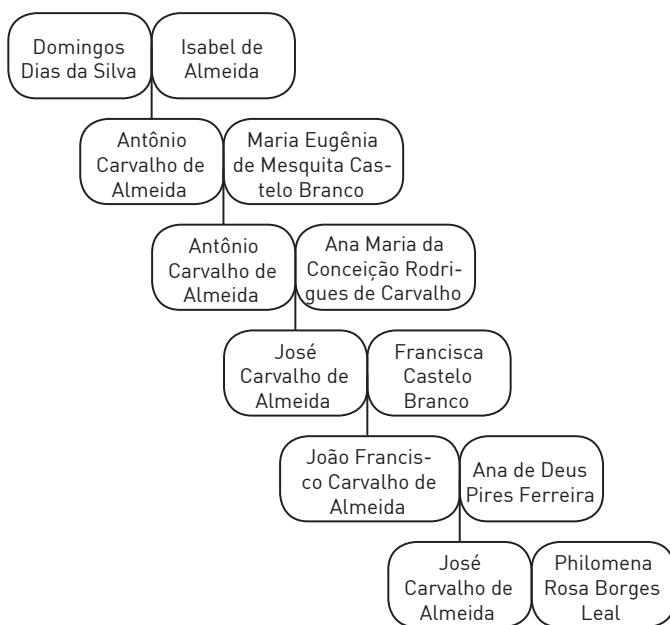 Domingos
Dias da Silva
Isabel de
Almeida
Antônio
Carvalho de
Almeida
Maria Eugênia
de Mesquita Cas-
telo Branco
Antônio
Carvalho de
Almeida
Ana Maria da
Conceição Rodri-
gues de Carvalho
José
Carvalho de
Almeida
Francisca
Castelo
Branco
João Francis-
co Carvalho de
Almeida
Ana de Deus
Pires Ferreira
José
Carvalho de
Almeida
Philomena
Rosa Borges
Leal